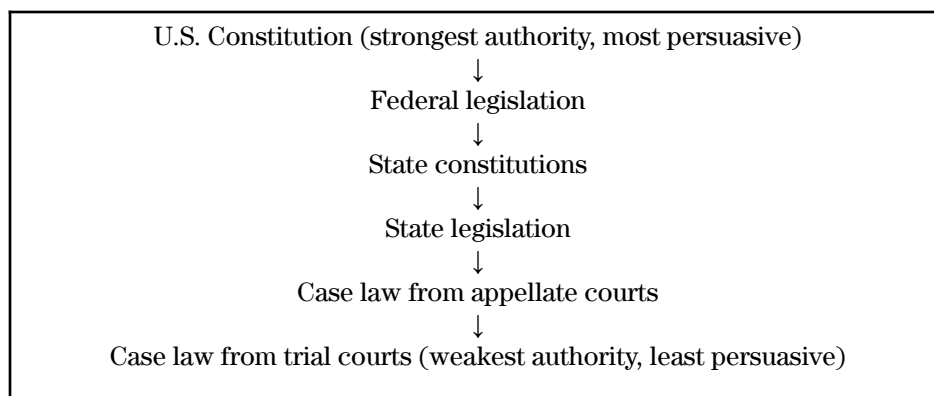 U.S. Constitution (strongest authority, most persuasive)
↓
Federal legislation
↓
State constitutions
↓
State legislation
↓
Case law from appellate courts
↓
Case law from trial courts (weakest authority, least persuasive)